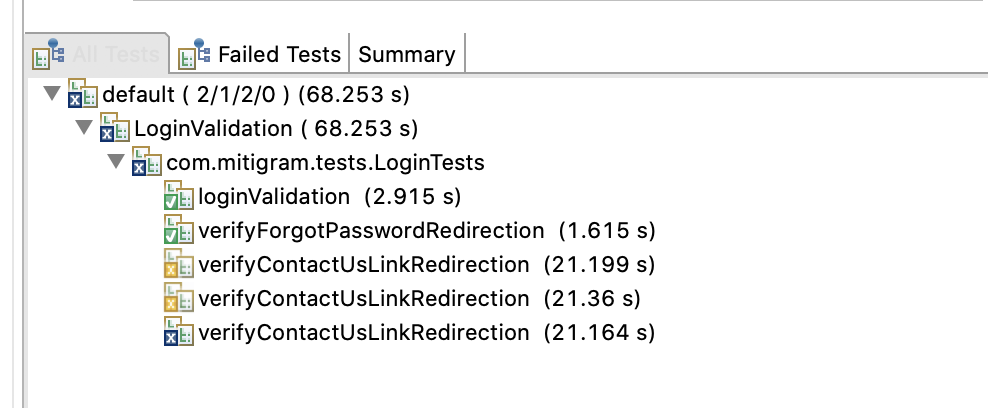 All Tests Failed Tests Summary
default ( 2/1/2/0 ) (68.253 s)
LoginValidation ( 68.253 s)
com.mitigram.tests.LoginTests
loginValidation (2.915 s)
verifyForgotPasswordRedirection (1.615 s)
verifyContactUsLinkRedirection (21.199 s)
verifyContactUsLinkRedirection (21.36 s)
verifyContactUsLinkRedirection (21.164 s)